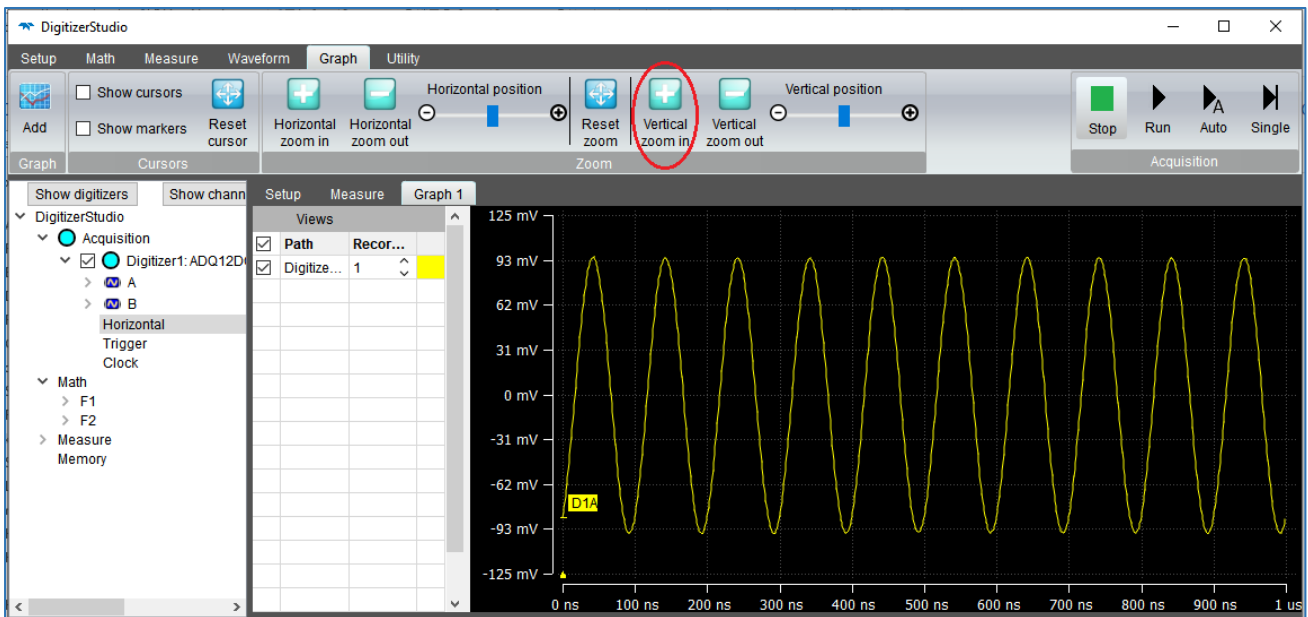 DigitizerStudio
Setup Math Measure Waveform Graph Utility
Show cursors
Horizontal position
Vertical position
Add
Show markers
Reset cursor
Horizontal zoom in
Horizontal zoom out
Reset zoom
Vertical zoom in
Vertical zoom out
Stop Run Auto Single
A
Graph Cursors Zoom Acquisition
Show digitizers Show chann
Setup Measure Graph 1
DigitizerStudio
Acquisition
Digitizer1: ADQ12D
A
B
Horizontal
Trigger
Clock
Math
F1
F2
Measure
Memory
Views
Path Recor...
Digitize... 1
125 mV
93 mV
62 mV
31 mV
0 mV
-31 mV
-62 mV
D1A
-93 mV
-125 mV
0 ns 100 ns 200 ns 300 ns 400 ns 500 ns 600 ns 700 ns 800 ns 900 ns 1 us